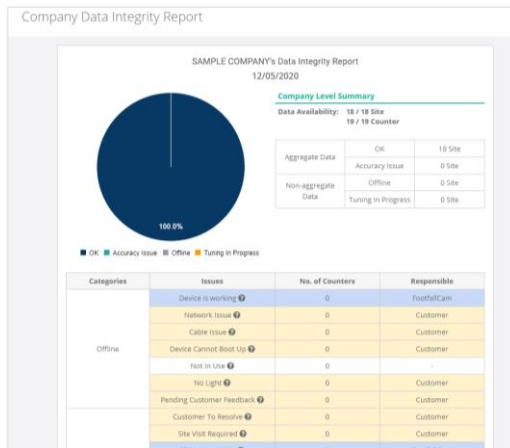 Company Data Integrity Report
SAMPLE COMPANY's Data Integrity Report
12/05/2020
Company Level Summary
Data Availability: 18 / 18 Site
19 / 19 Counter
Aggregate Data
OK 18 Site
Accuracy Issue 0 Site
Non-aggregate Data
Offline 0 Site
Tuning In Progress 0 Site
100.0%
OK Accuracy Issue Offline Tuning In Progress
Categories Issues No. of Counters Responsible
Offline
Device is working 0 FootfallCam
Network Issue 0 Customer
Cable Issue 0 Customer
Device Cannot Boot Up 0 Customer
Not In Use 0 -
No Light 0 Customer
Pending Customer Feedback 0 Customer
Customer To Resolve 0 Customer
Site Visit Required 0 Customer